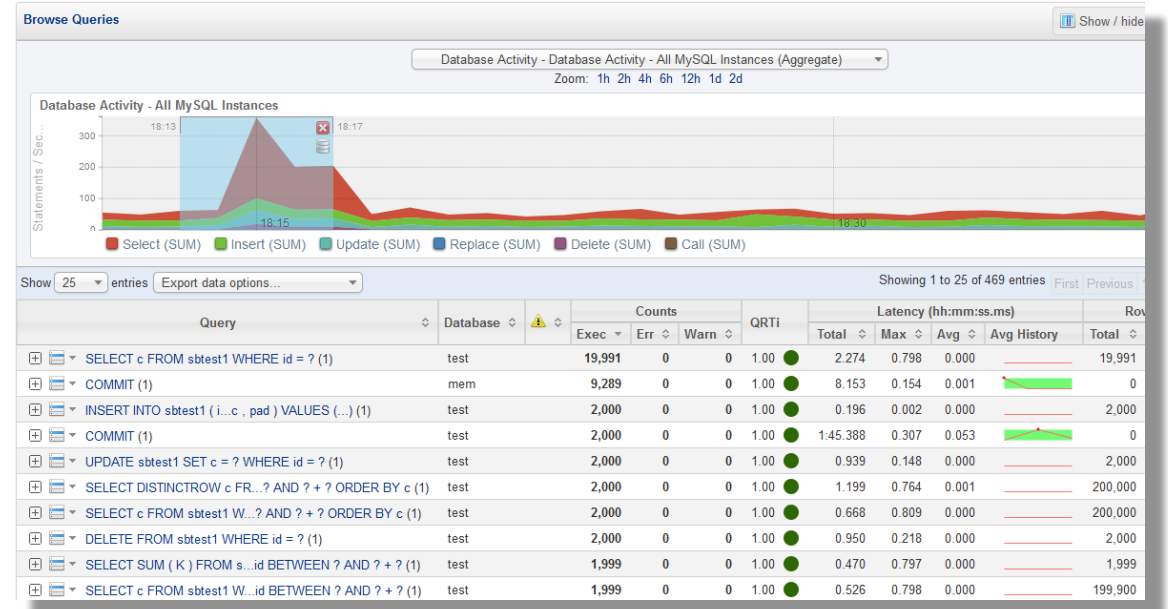 Browse Queries
Show / hide
Database Activity - Database Activity - All MySQL Instances (Aggregate)
Zoom: 1h 2h 4h 6h 12h 1d 2d
Database Activity - All MySQL Instances
Statements / Sec...
18:13 18:17
300
200
100
0
18:15 18:30
Select (SUM) Insert (SUM) Update (SUM) Replace (SUM) Delete (SUM) Call (SUM)
Show 25 entries Export data options... Showing 1 to 25 of 469 entries First Previous
Query Database Counts QRTi Latency (hh:mm:ss.ms) Rov
Exec Err Warn Total Max Avg Avg History Total
SELECT c FROM sbtest1 WHERE id = ? (1) test 19,991 0 0 1.00 2.274 0.798 0.000 19,991
COMMIT (1) mem 9,289 0 0 1.00 8.153 0.154 0.001 0
INSERT INTO sbtest1 ( i...c , pad ) VALUES (...) (1) test 2,000 0 0 1.00 0.196 0.002 0.000 2,000
COMMIT (1) test 2,000 0 0 1.00 1:45.388 0.307 0.053 0
UPDATE sbtest1 SET c = ? WHERE id = ? (1) test 2,000 0 0 1.00 0.939 0.148 0.000 2,000
SELECT DISTINCTROW c FR...? AND ? + ? ORDER BY c (1) test 2,000 0 0 1.00 1.199 0.764 0.001 200,000
SELECT c FROM sbtest1 W...? AND ? + ? ORDER BY c (1) test 2,000 0 0 1.00 0.668 0.809 0.000 200,000
DELETE FROM sbtest1 WHERE id = ? (1) test 2,000 0 0 1.00 0.950 0.218 0.000 2,000
SELECT SUM ( K ) FROM s...id BETWEEN ? AND ? + ? (1) test 1,999 0 0 1.00 0.470 0.797 0.000 1,999
SELECT c FROM sbtest1 W...id BETWEEN ? AND ? + ? (1) test 1,999 0 0 1.00 0.526 0.798 0.000 199,900